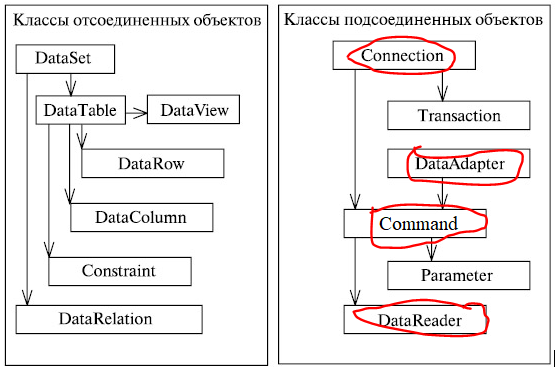 Классы отсоединенных объектов
DataSet
DataTable
DataView
DataRow
DataColumn
Constraint
DataRelation
Классы подсоединенных объектов
Connection
Transaction
DataAdapter
Command
Parameter
DataReader